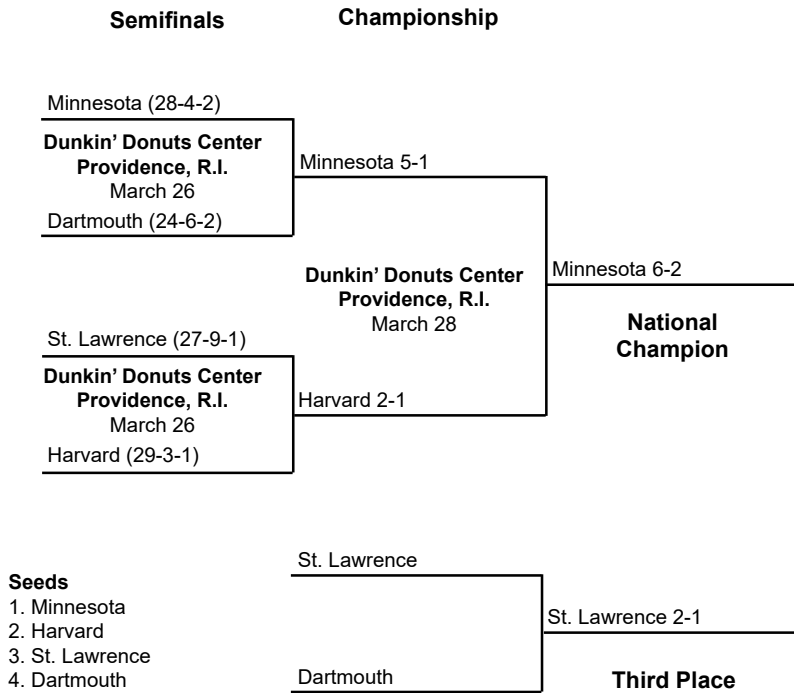 Semifinals
Championship
Minnesota (28-4-2)
Dunkin’ Donuts Center
Providence, R.I.
March 26
Dartmouth (24-6-2)
Minnesota 5-1
Dunkin’ Donuts Center
Providence, R.I.
March 28
Minnesota 6-2
National
Champion
St. Lawrence (27-9-1)
Dunkin’ Donuts Center
Providence, R.I.
March 26
Harvard (29-3-1)
Harvard 2-1
Seeds
1. Minnesota
2. Harvard
3. St. Lawrence
4. Dartmouth
St. Lawrence
Dartmouth
St. Lawrence 2-1
Third Place